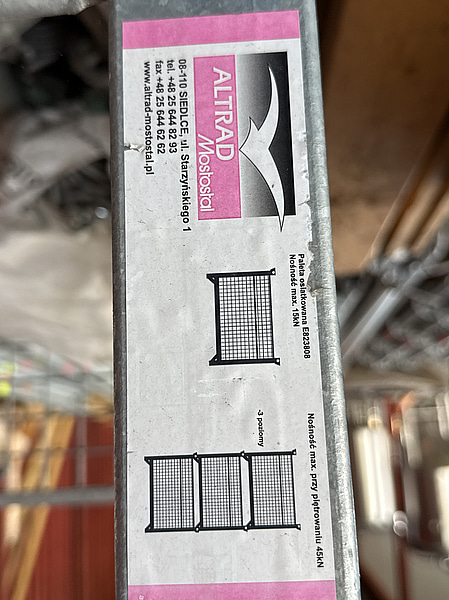 ALTRAD
Mostostal
08-110 SIEDLCE, ul. Starzyńskiego 1
tel. +48 25 644 82 93
fax +48 25 644 62 62
www.altrad-mostostal.pl
Paleta osiatkowana E823808
Nośność max. 15kN
Nośność max. przy piętrowaniu 45kN
-3 poziomy